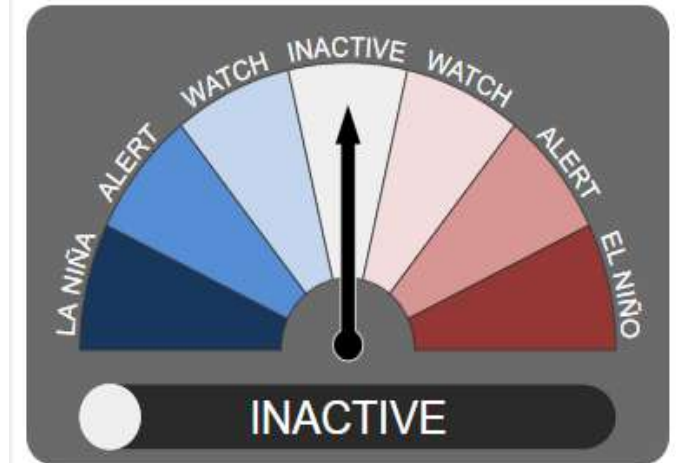 LA NIÑA
ALERT
WATCH
INACTIVE
WATCH
ALERT
EL NIÑO
INACTIVE